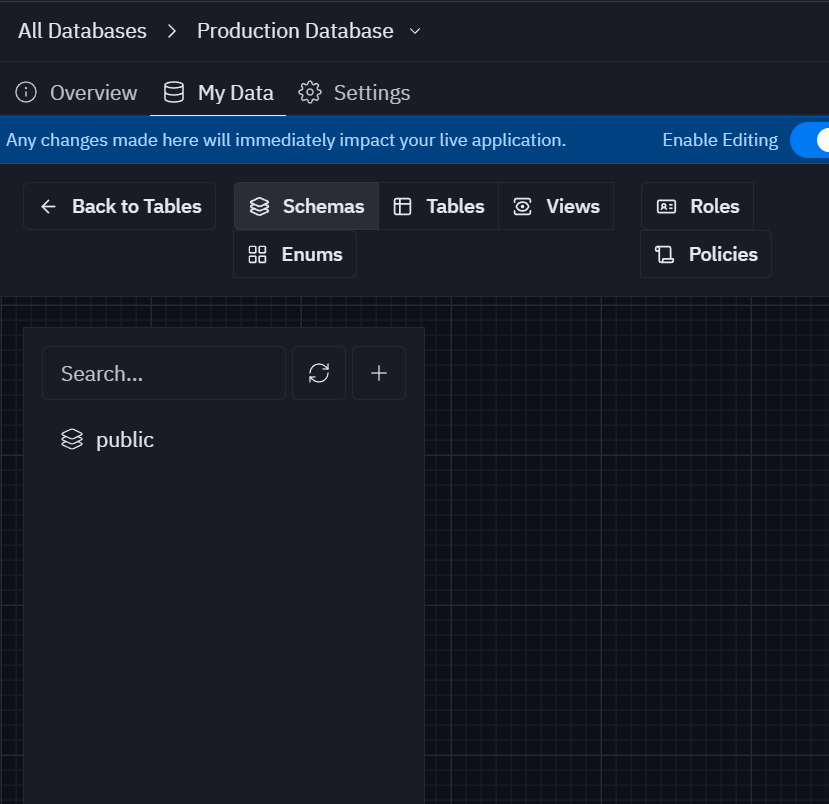 All Databases > Production Database
Overview My Data Settings
Any changes made here will immediately impact your live application. Enable Editing
Back to Tables Schemas Tables Views Roles
Enums Policies
Search...
public